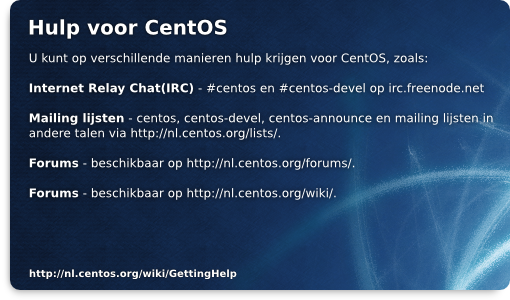 Hulp voor CentOS
U kunt op verschillende manieren hulp krijgen voor CentOS, zoals:
Internet Relay Chat(IRC) - #centos en #centos-devel op irc.freenode.net
Mailing lijsten - centos, centos-devel, centos-announce en mailing lijsten in
andere talen via http://nl.centos.org/lists/.
Forums - beschikbaar op http://nl.centos.org/forums/.
Forums - beschikbaar op http://nl.centos.org/wiki/.
http://nl.centos.org/wiki/GettingHelp